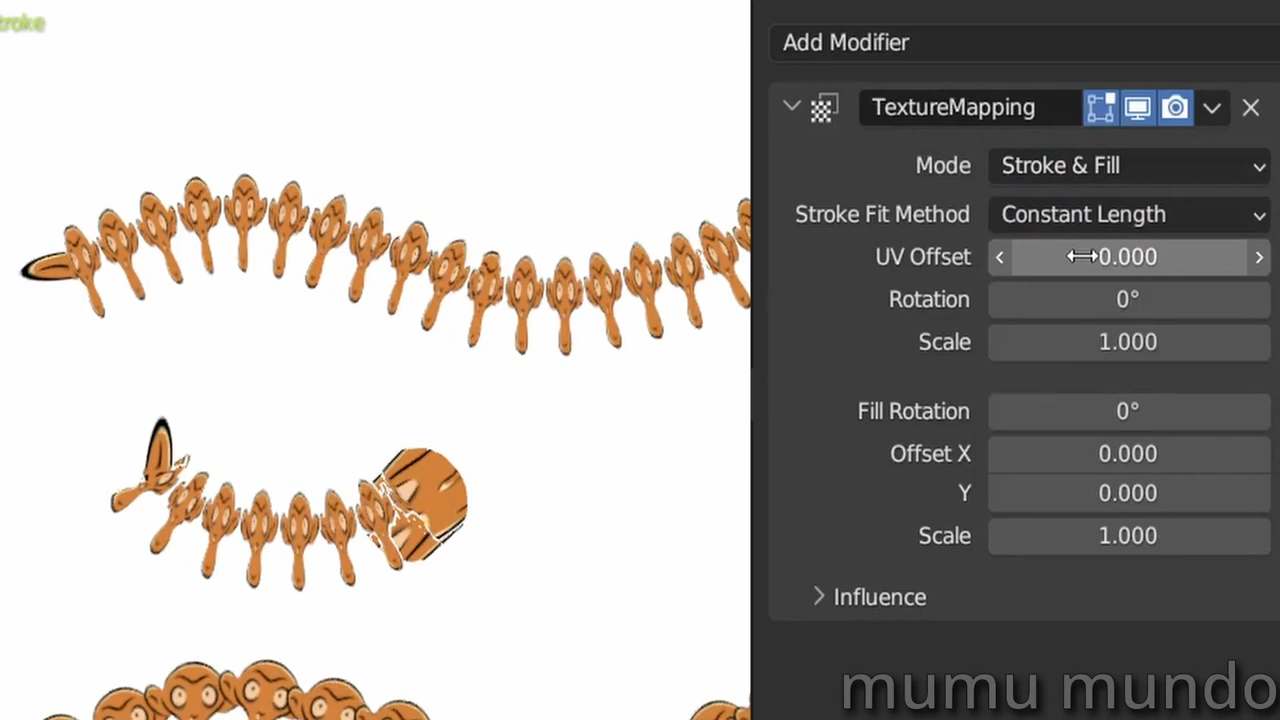 Add Modifier
TextureMapping
Mode Stroke & Fill
Stroke Fit Method Constant Length
UV Offset 0.000
Rotation 0°
Scale 1.000
Fill Rotation 0°
Offset X 0.000
Y 0.000
Scale 1.000
Influence
mumu mundo